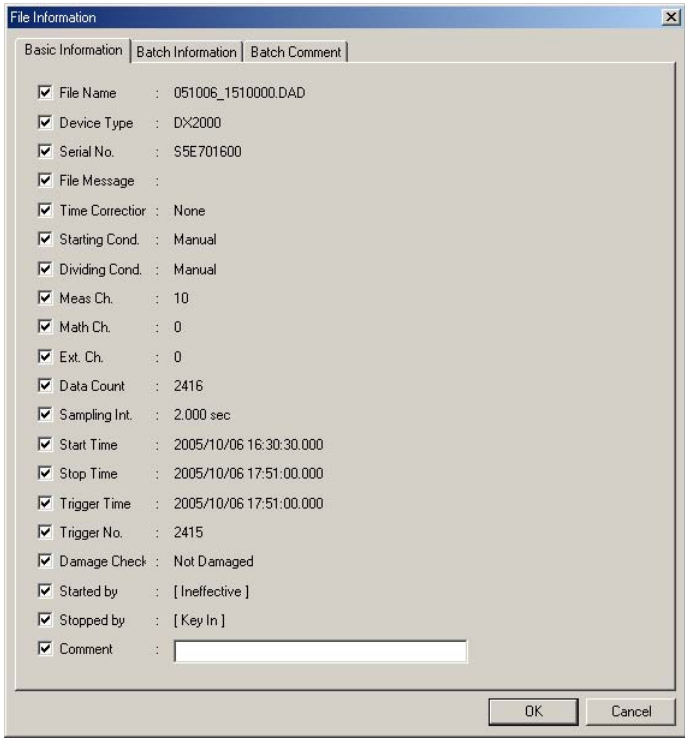 File Information
Basic Information Batch Information Batch Comment
File Name : 051006_1510000.DAD
Device Type : DX2000
Serial No. : S5E701600
File Message :
Time Correctior : None
Starting Cond. : Manual
Dividing Cond. : Manual
Meas Ch. : 10
Math Ch. : 0
Ext. Ch. : 0
Data Count : 2416
Sampling Int. : 2.000 sec
Start Time : 2005/10/06 16:30:30.000
Stop Time : 2005/10/06 17:51:00.000
Trigger Time : 2005/10/06 17:51:00.000
Trigger No. : 2415
Damage Check : Not Damaged
Started by : [ Ineffective ]
Stopped by : [ Key In ]
Comment :
OK Cancel